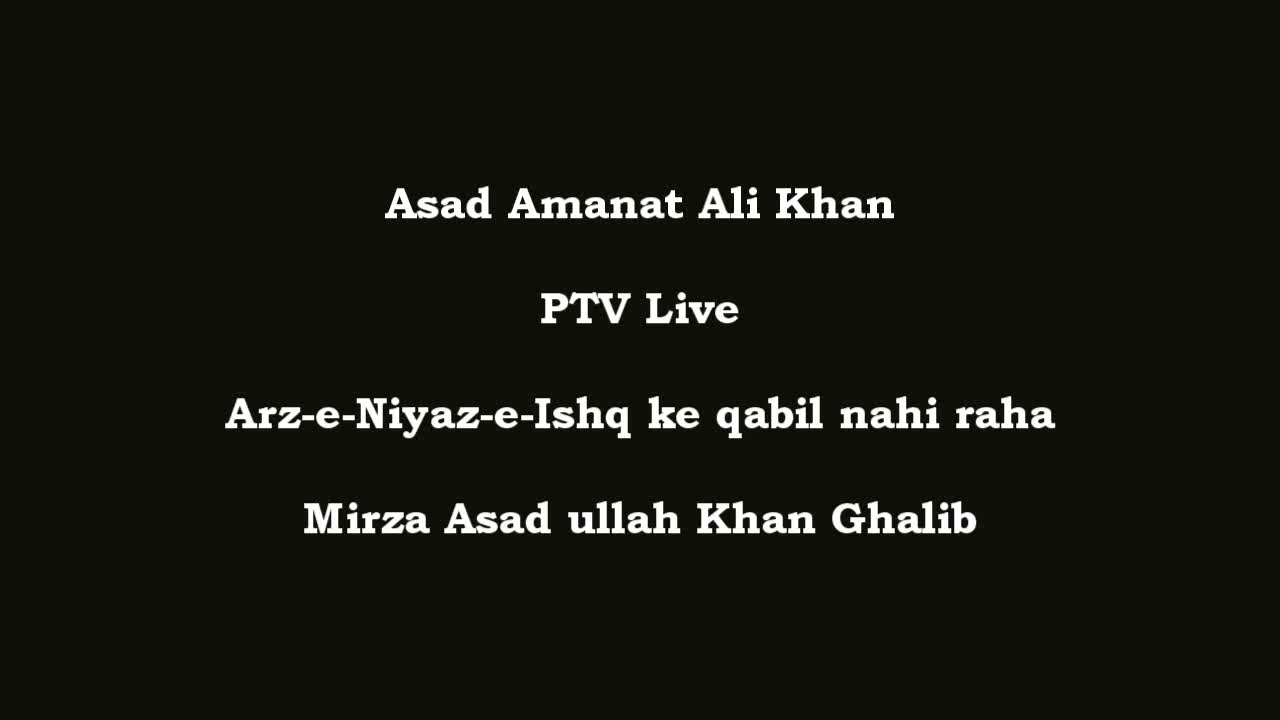 Asad Amanat Ali Khan
PTV Live
Arz-e-Niyaz-e-Ishq ke qabil nahi raha
Mirza Asad ullah Khan Ghalib